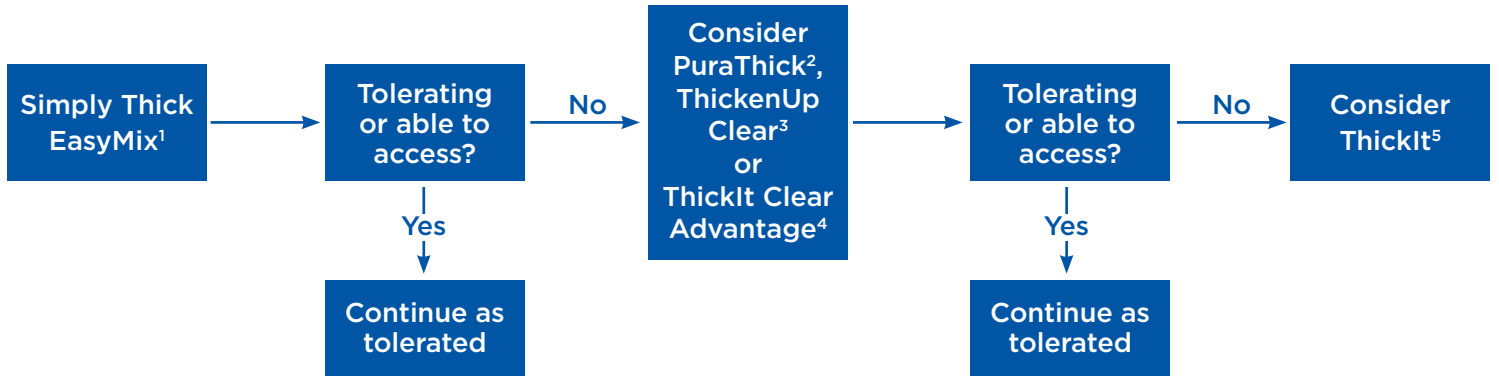 Simply Thick
EasyMix¹
Tolerating
or able to
access?
No
Yes
Continue as
tolerated
Consider
PuraThick²,
ThickenUp
Clear³
or
ThickIt Clear
Advantage⁴
Tolerating
or able to
access?
No
Yes
Continue as
tolerated
Consider
ThickIt⁵